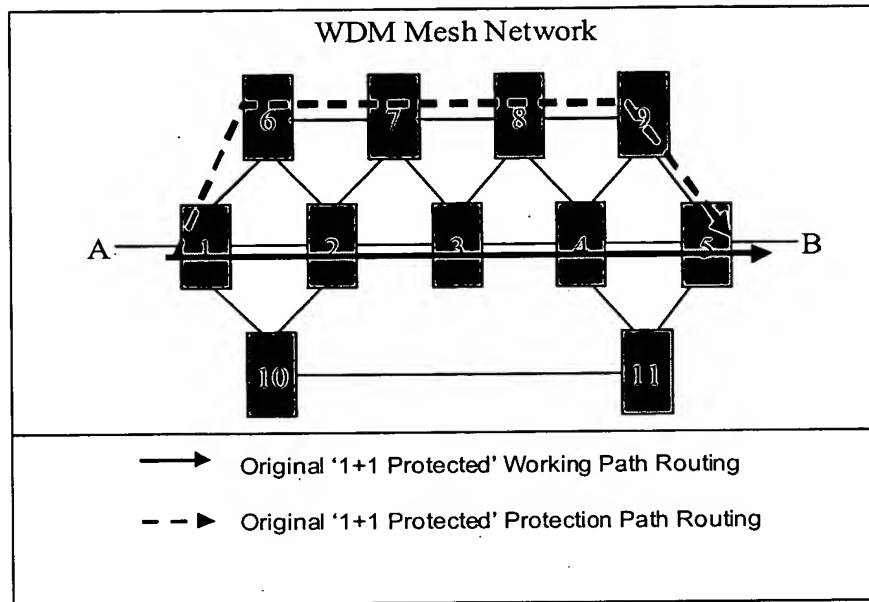 WDM Mesh Network
6 7 8 9
A 1 2 3 4 5 B
10 11
Original '1+1 Protected' Working Path Routing
Original '1+1 Protected' Protection Path Routing